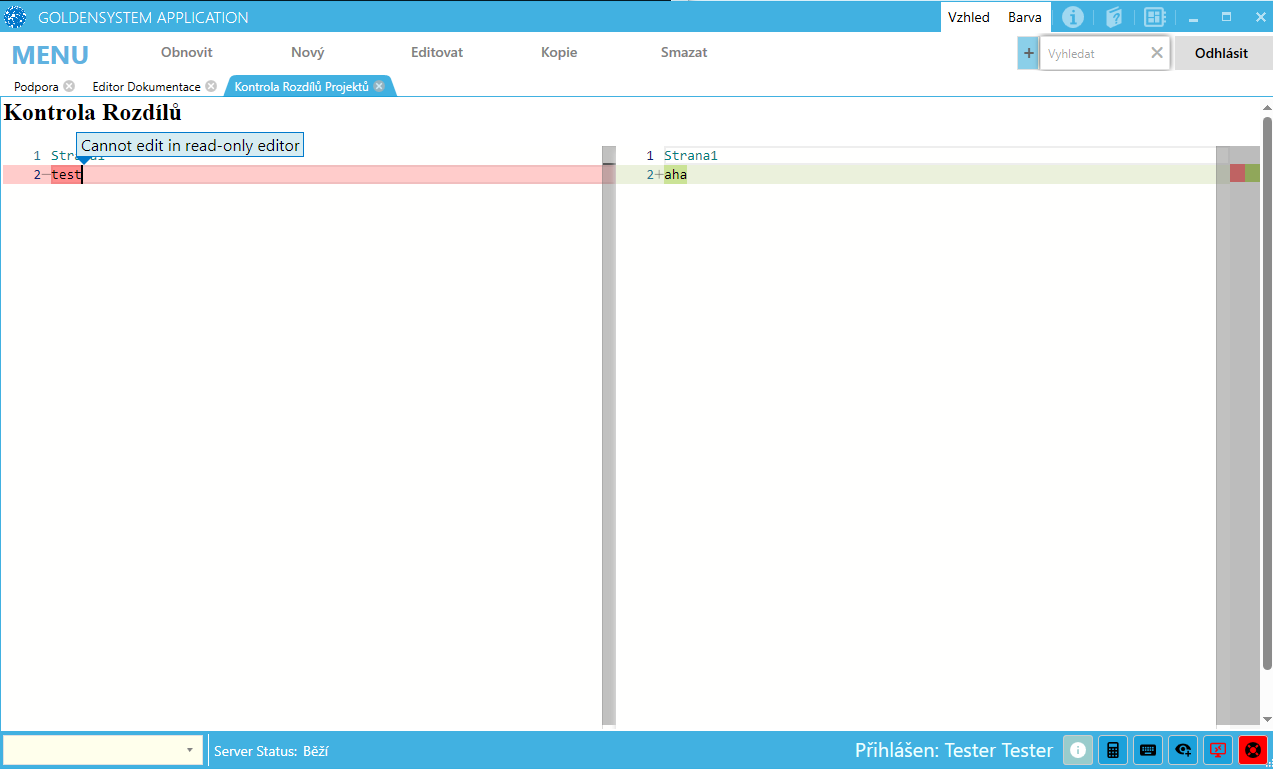 GOLDENSYSTEM APPLICATION
Vzhled Barva
MENU Obnovit Nový Editovat Kopie Smazat + Vyhledat Odhlásit
Podpora Editor Dokumentace Kontrola Rozdílů Projektů
Kontrola Rozdílů
Cannot edit in read-only editor
1 Strana1
2 test
1 Strana1
2 + aha
Server Status: Běží
Přihlášen: Tester Tester